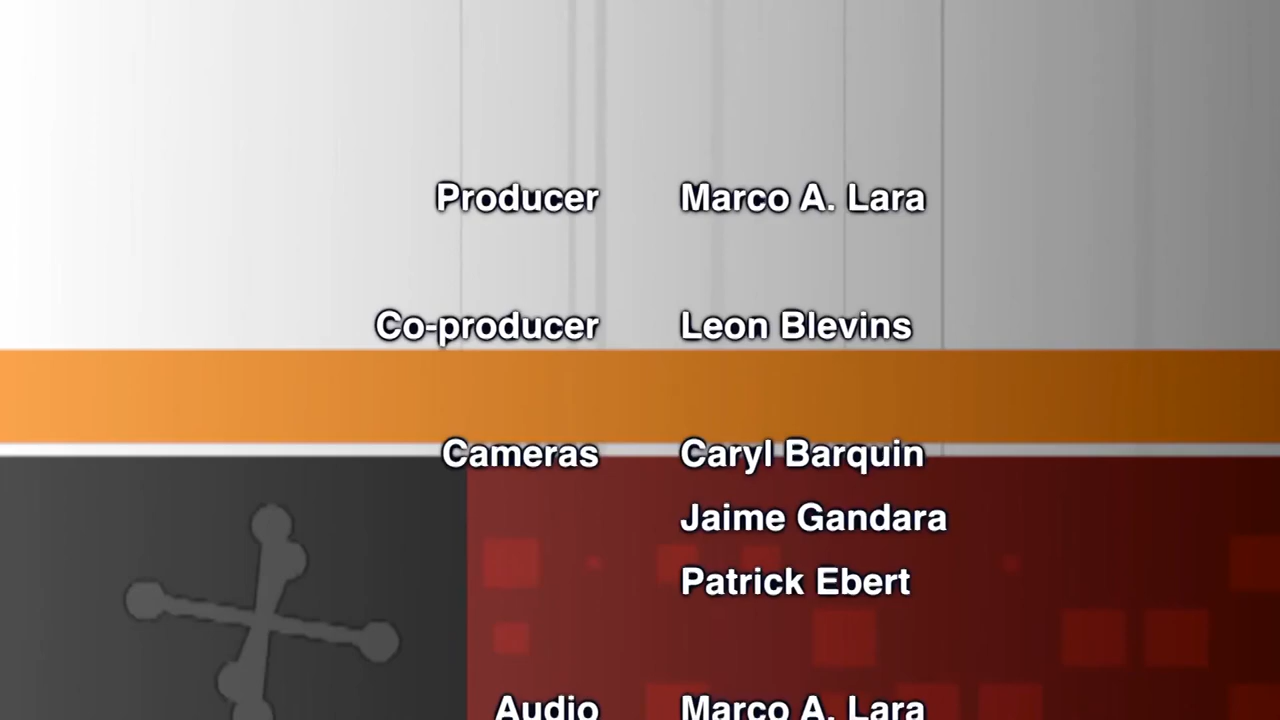 Producer Marco A. Lara
Co-producer Leon Blevins
Cameras Caryl Barquin
Jaime Gandara
Patrick Ebert
Audio Marco A. Lara